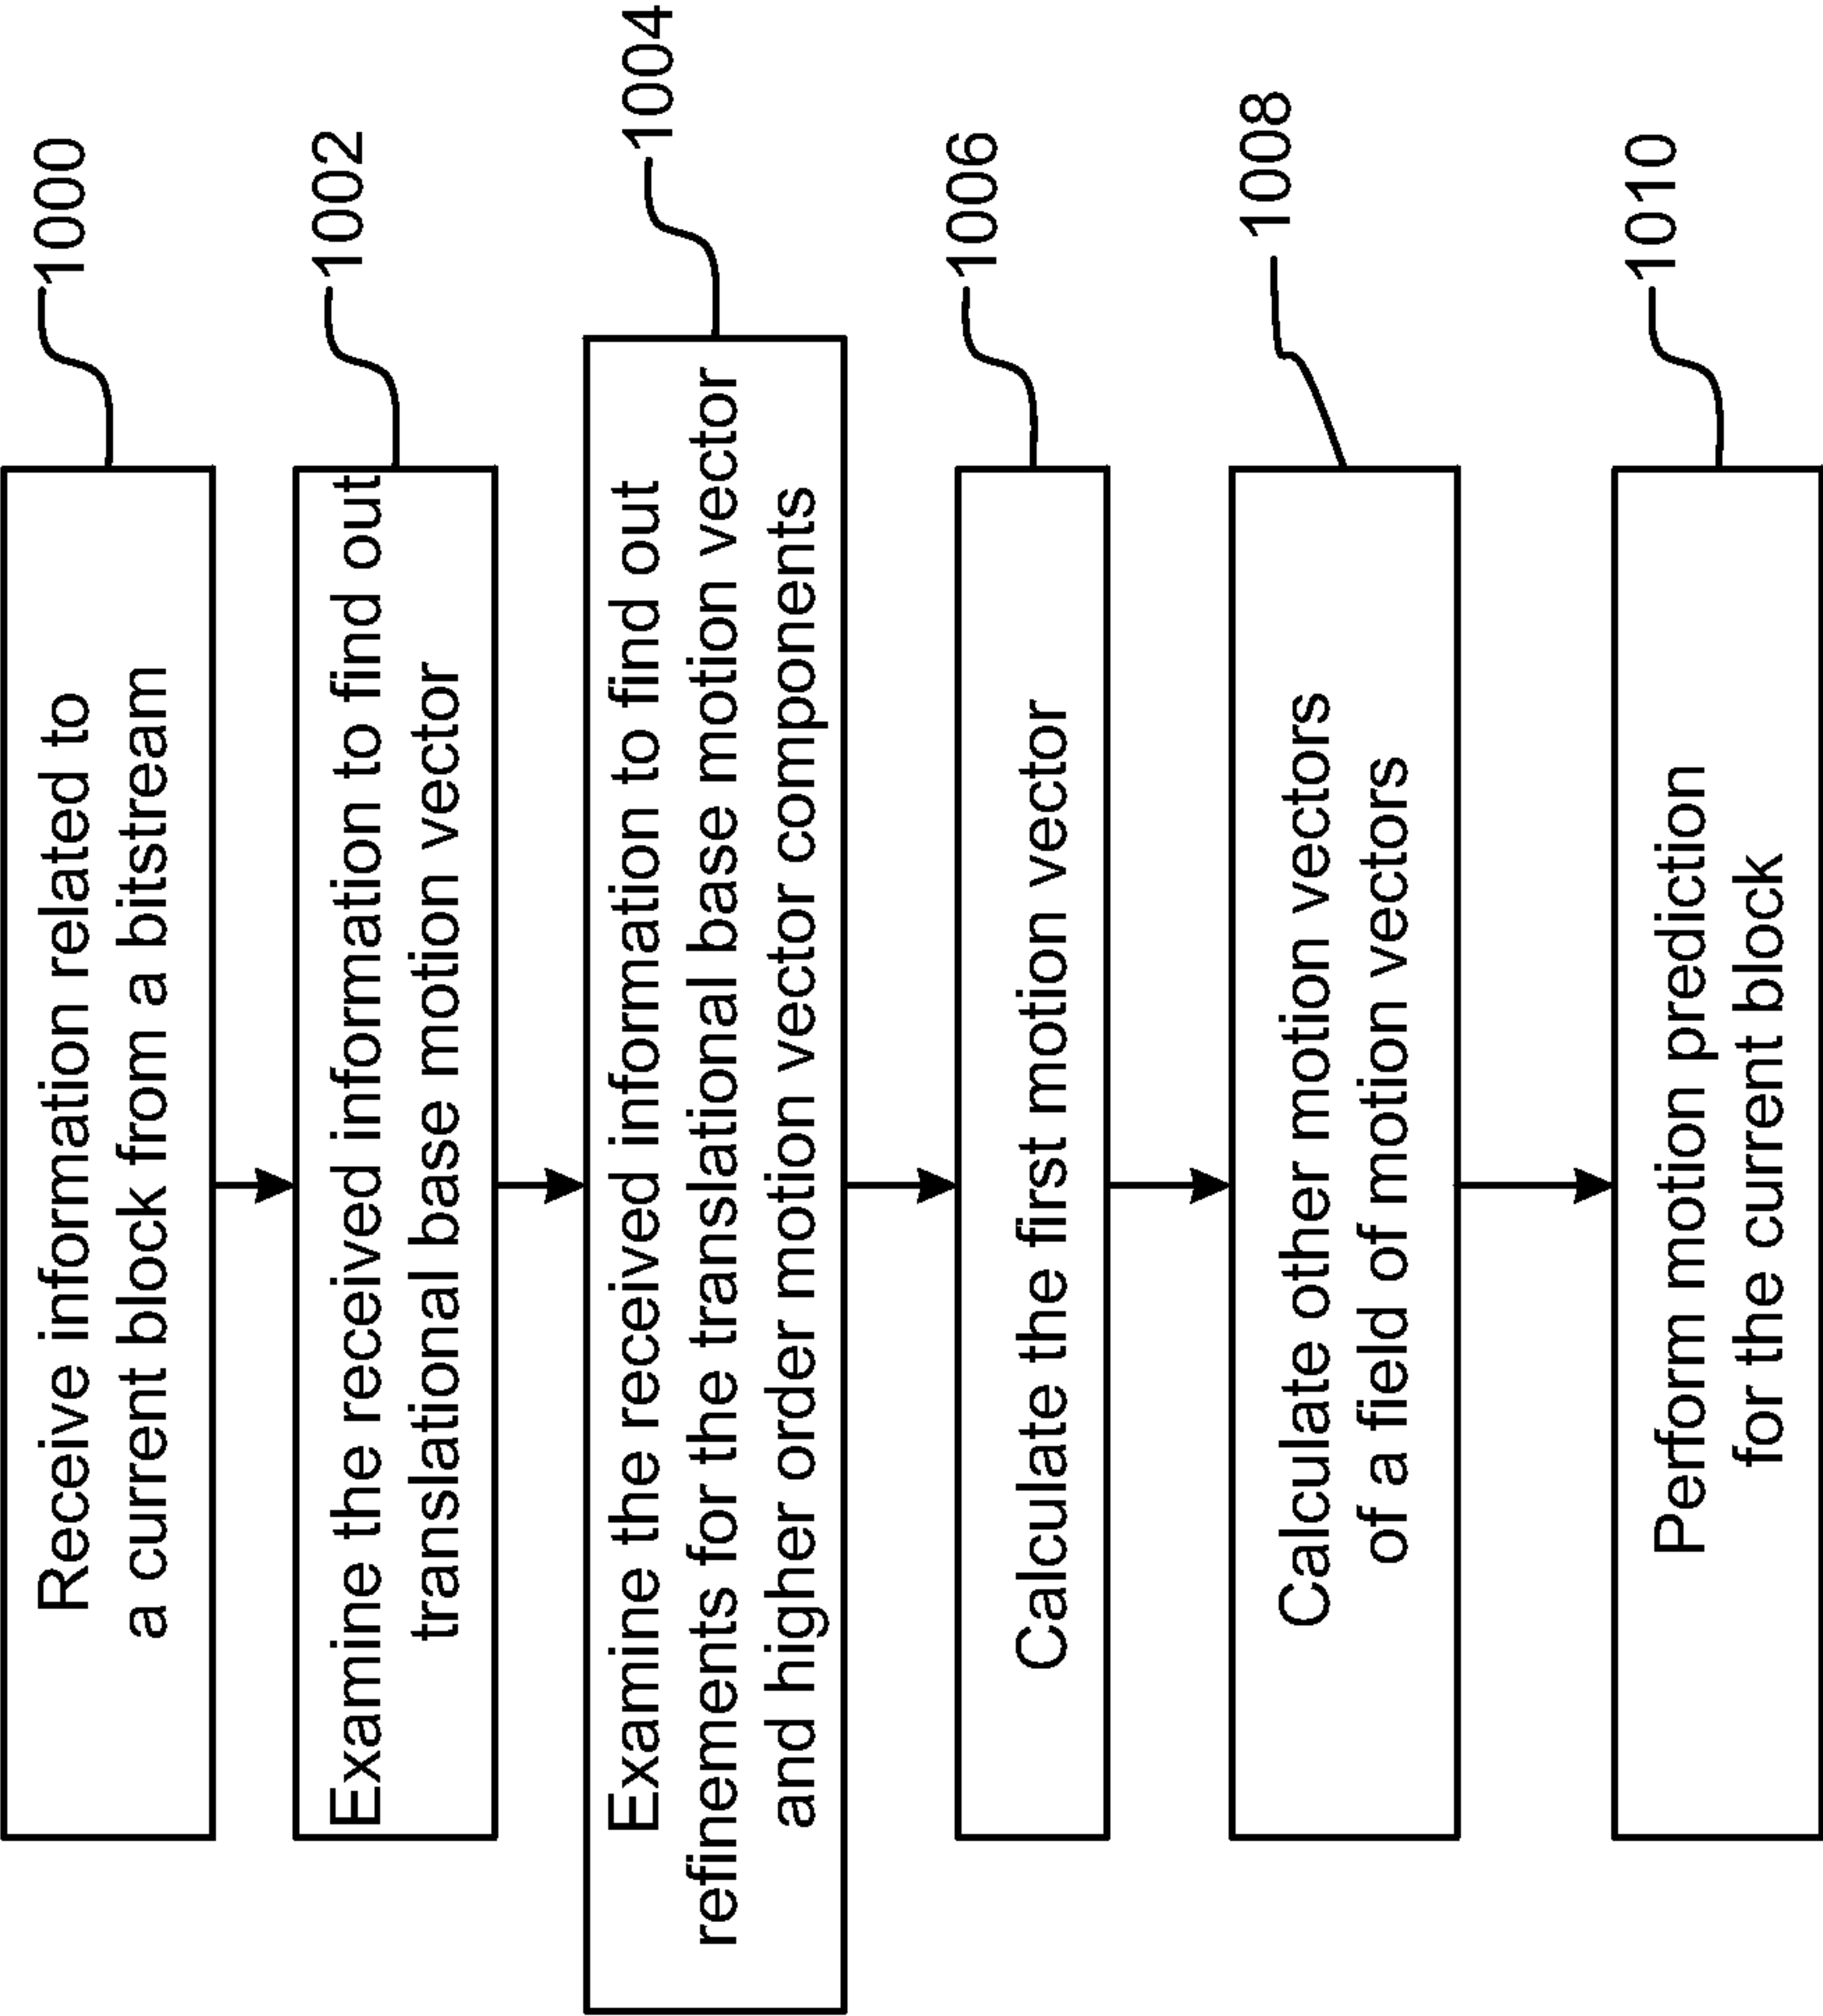 Receive information related to
a current block from a bitstream
1000
Examine the received information to find out
translational base motion vector
1002
Examine the received information to find out
refinements for the translational base motion vector
and higher order motion vector components
1004
Calculate the first motion vector
1006
Calculate other motion vectors
of a field of motion vectors
1008
Perform motion prediction
for the current block
1010